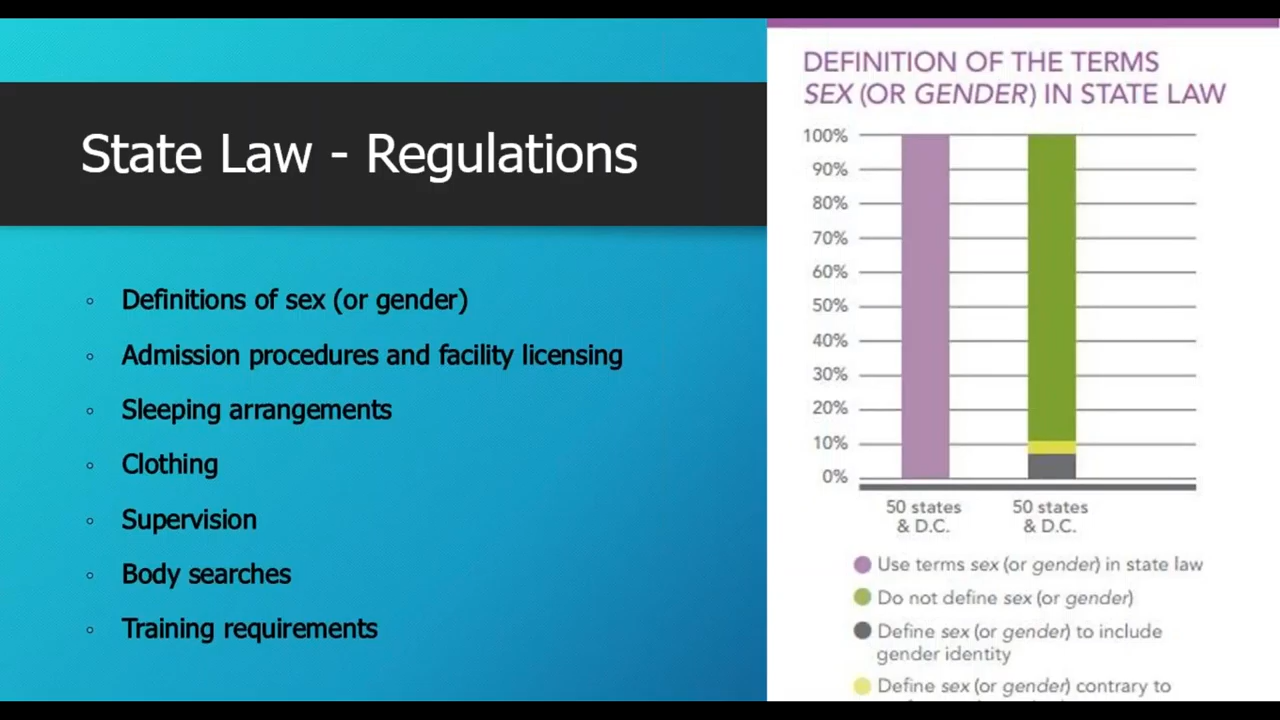 State Law - Regulations
◦ Definitions of sex (or gender)
◦ Admission procedures and facility licensing
◦ Sleeping arrangements
◦ Clothing
◦ Supervision
◦ Body searches
◦ Training requirements
DEFINITION OF THE TERMS
SEX (OR GENDER) IN STATE LAW
100%
90%
80%
70%
60%
50%
40%
30%
20%
10%
0%
50 states 50 states
& D.C. & D.C.
Use terms sex (or gender) in state law
Do not define sex (or gender)
Define sex (or gender) to include
gender identity
Define sex (or gender) contrary to